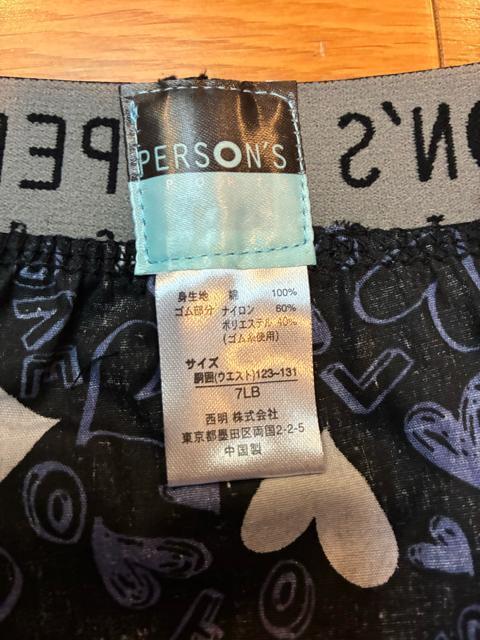 PERSON'S
身生地 綿 100%
ゴム部分 ナイロン 60%
ポリエステル 40%
(ゴム糸使用)
サイズ
胴囲(ウエスト)123~131
7LB
西明 株式会社
東京都墨田区両国2-2-5
中国製